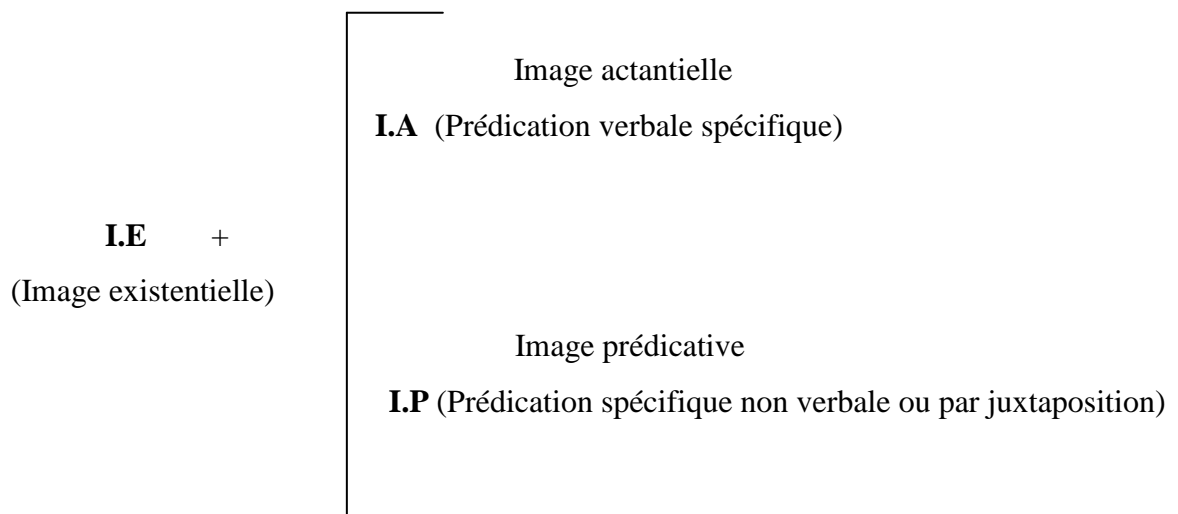 Image actantielle
I.A (Prédication verbale spécifique)
I.E +
(Image existentielle)
Image prédicative
I.P (Prédication spécifique non verbale ou par juxtaposition)